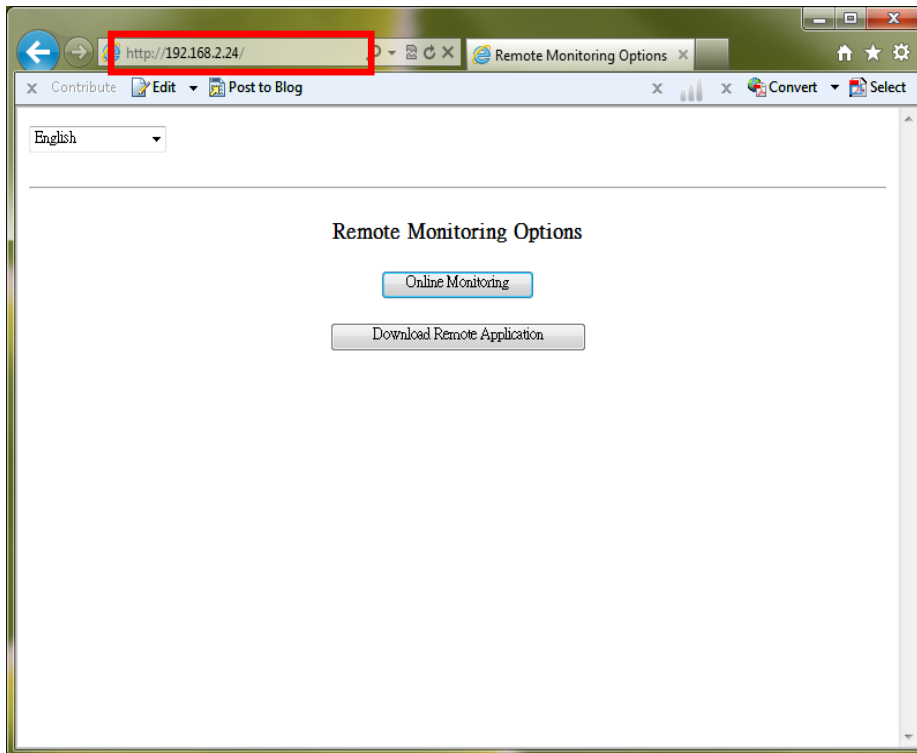 http://192.168.2.24/
Remote Monitoring Options
Contribute Edit Post to Blog Convert Select
English
Remote Monitoring Options
Online Monitoring
Download Remote Application